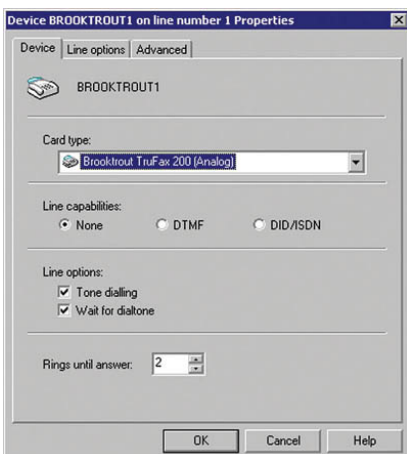 Device BROOKTROUT1 on line number 1 Properties
Device Line options Advanced
BROOKTROUT1
Card type:
Brooktrout TruFax 200 (Analog)
Line capabilities:
None DTMF DID/ISDN
Line options:
Tone dialling
Wait for dialtone
Rings until answer: 2
OK Cancel Help